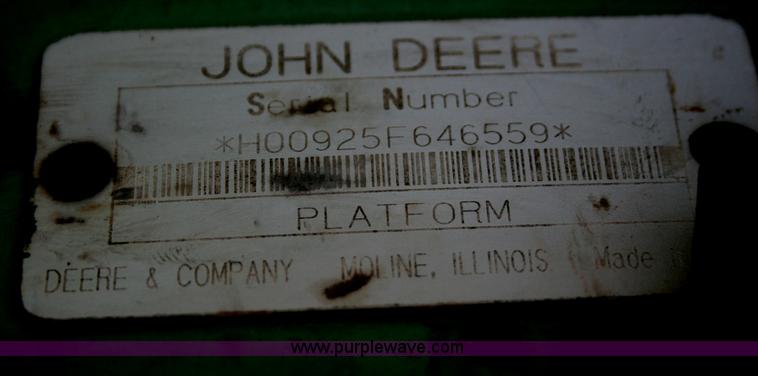 JOHN DEERE
Serial Number
*H00925F646559*
PLATFORM
DEERE & COMPANY MOLINE, ILLINOIS Made
www.purplewave.com